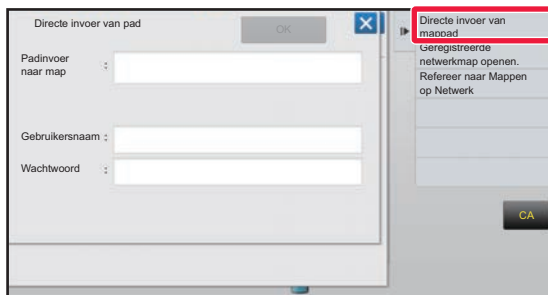 Directe invoer van pad
OK
X
Padinvoer
naar map :
Gebruikersnaam :
Wachtwoord :
Directe invoer van
mappad
Geregistreerde
netwerkmap openen.
Refereer naar Mappen
op Netwerk
CA